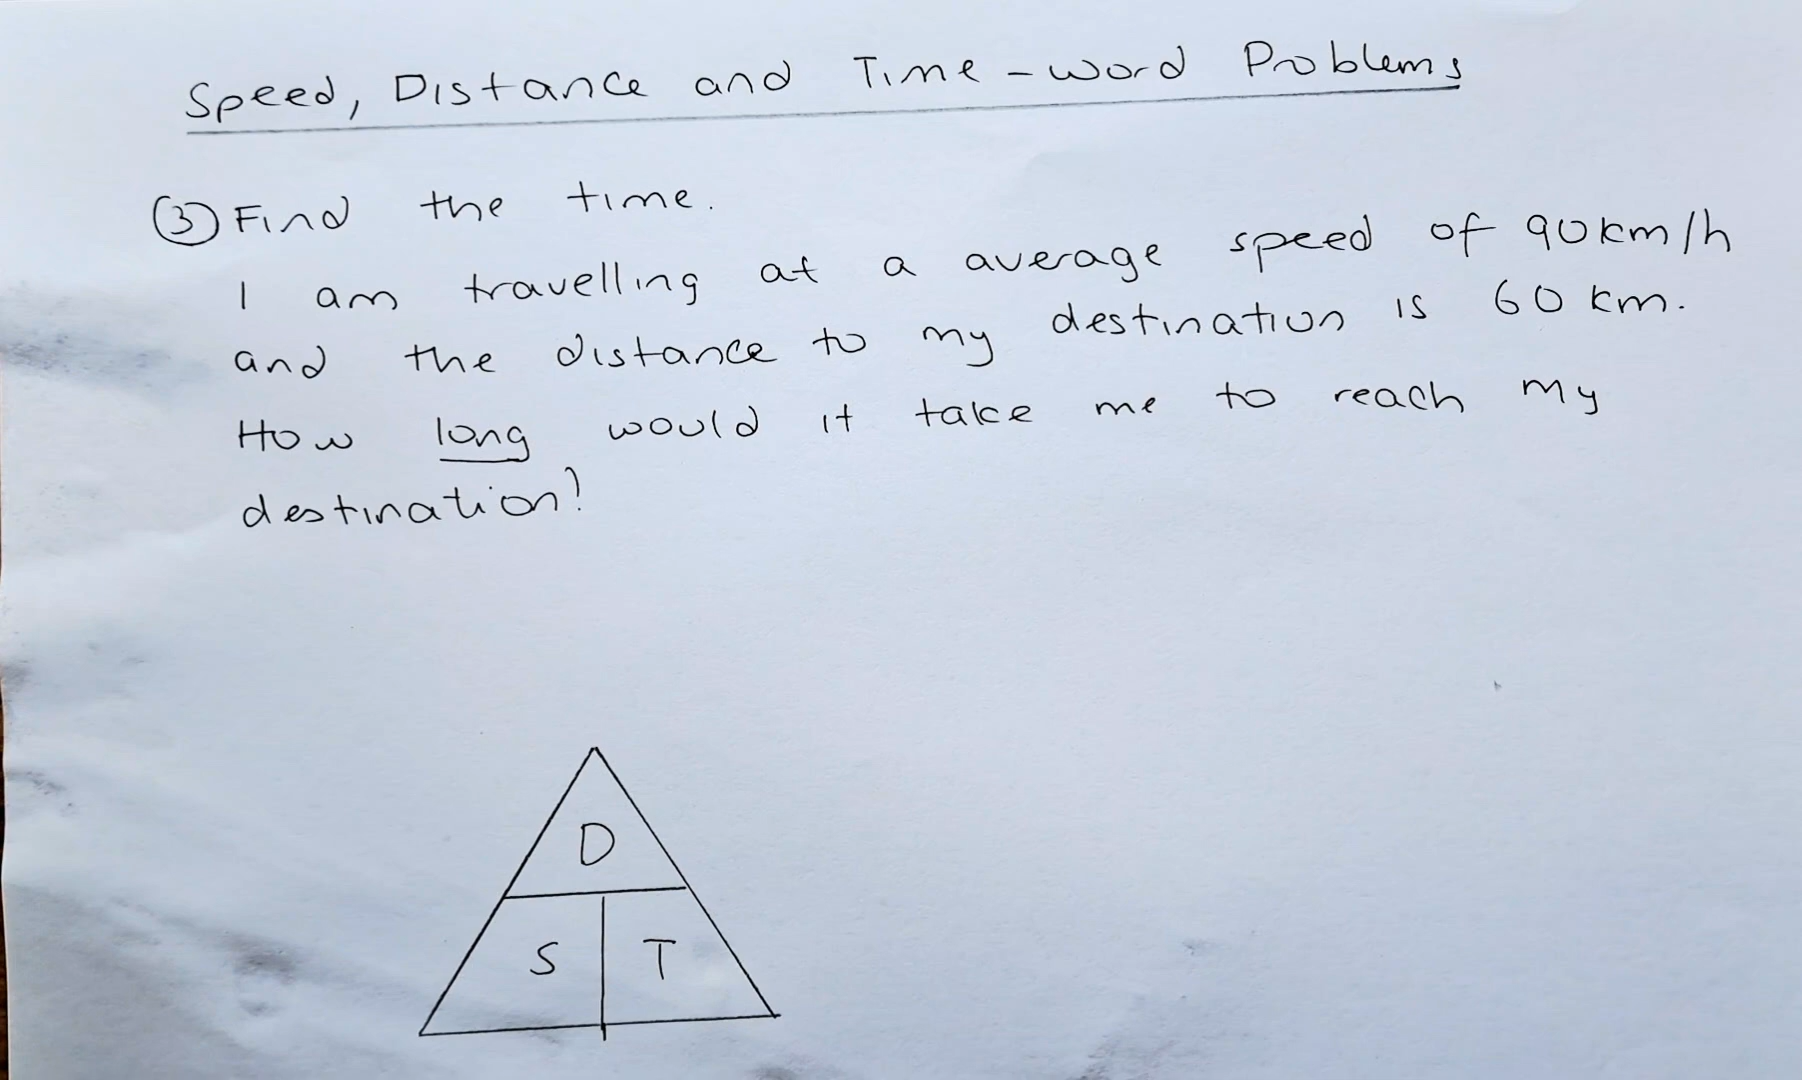 Speed, Distance and Time - word Problems
③ Find the time.
I am travelling at a average speed of 90km/h
and the distance to my destination is 60 km.
How long would it take me to reach my
destination?
D
S T